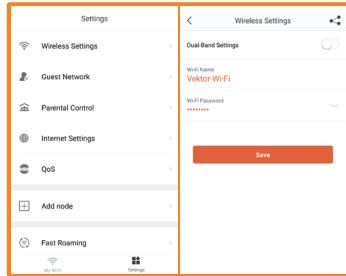 Settings
Wireless Settings
Guest Network
Parental Control
Internet Settings
QoS
Add node
Fast Roaming
My Wi-Fi
Settings
Wireless Settings
Dual-Band Settings
Wi-Fi Name
Vektor-Wi-Fi
Wi-Fi Password
••••••••
Save